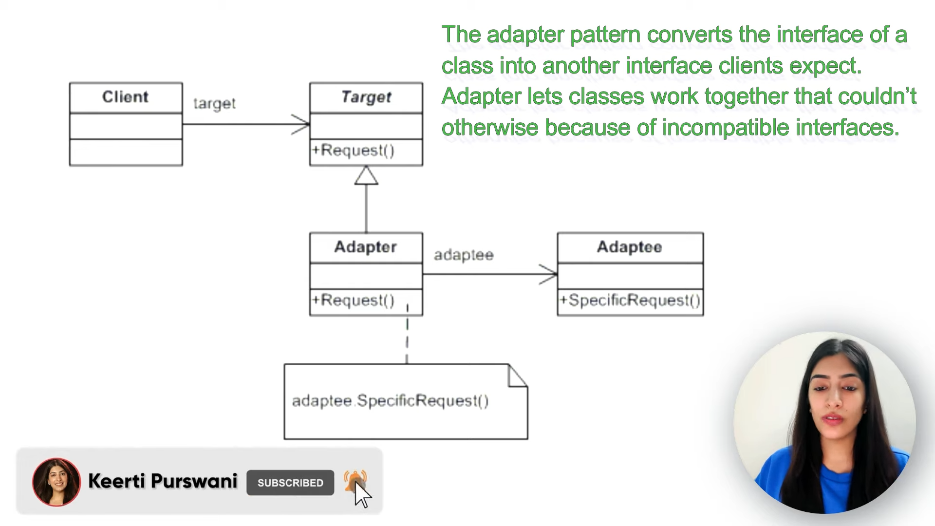 The adapter pattern converts the interface of a
class into another interface clients expect.
Adapter lets classes work together that couldn't
otherwise because of incompatible interfaces.
Client
target
Target
+Request()
Adapter
adaptee
Adaptee
+Request()
+SpecificRequest()
adaptee.SpecificRequest()
Keerti Purswani
SUBSCRIBED